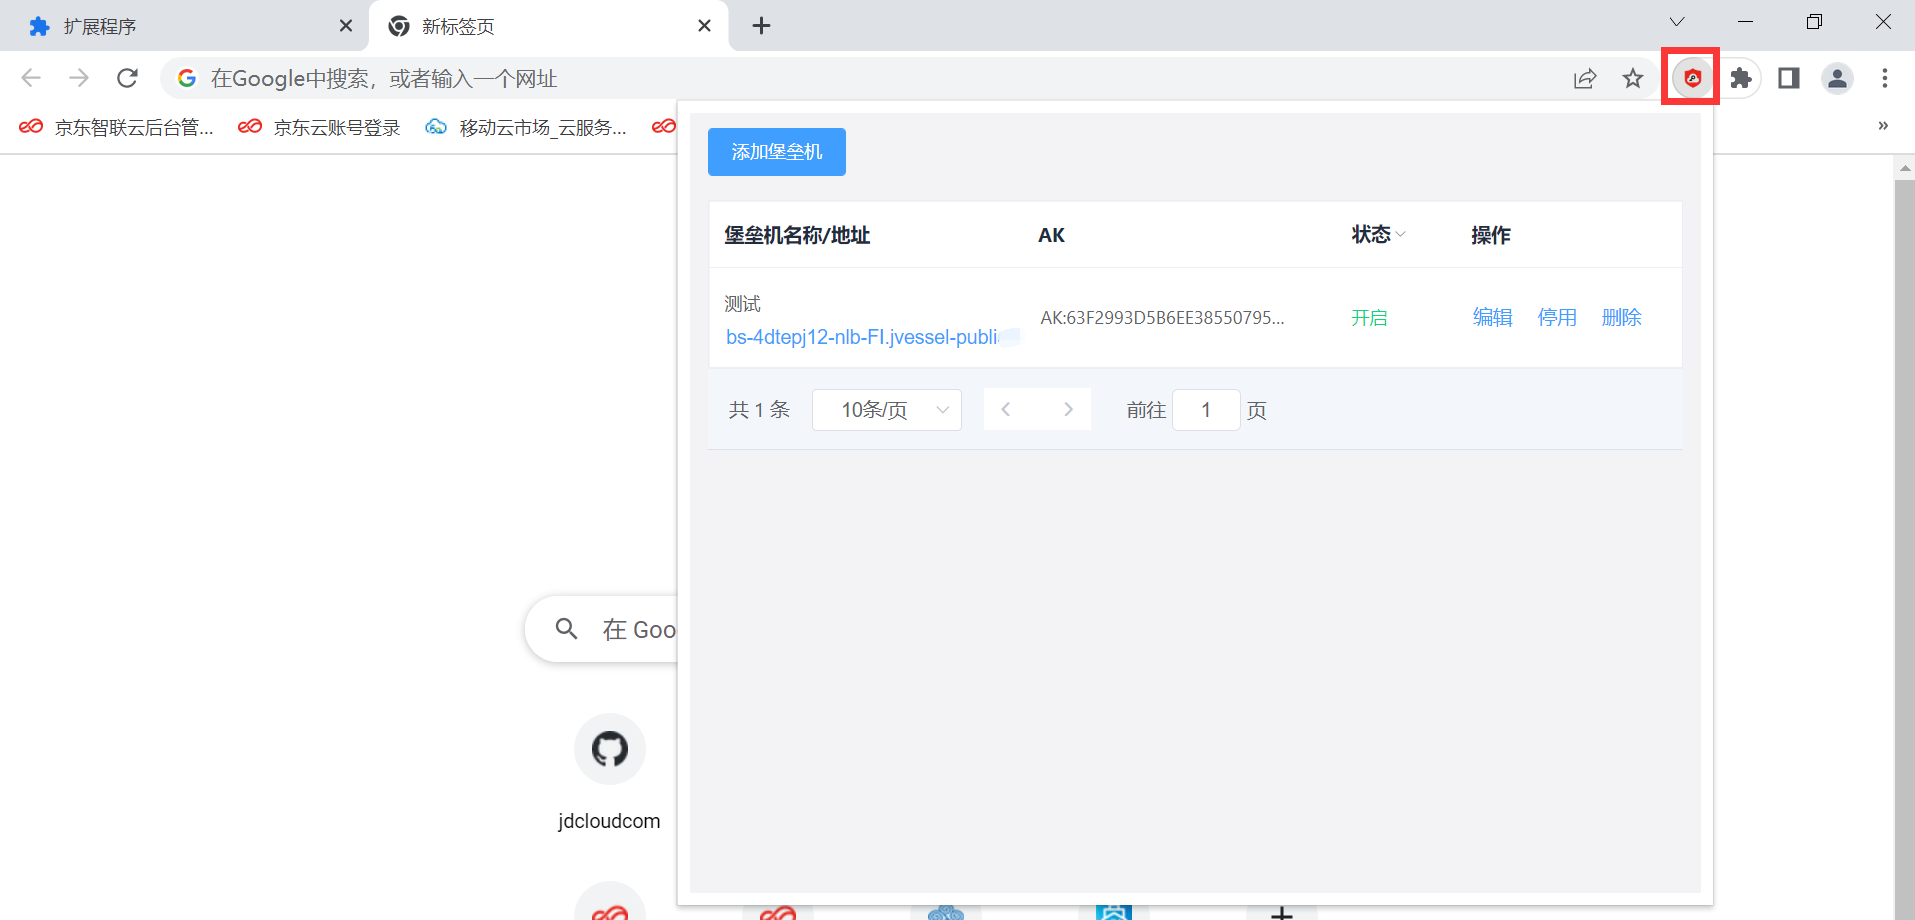 扩展程序
新标签页
在Google中搜索，或者输入一个网址
京东智联云后台管...
京东云账号登录
移动云市场_云服务...
添加堡垒机
堡垒机名称/地址 AK 状态 操作
测试
bs-4dtepj12-nlb-FI.jvessel-publi
AK:63F2993D5B6EE38550795...
开启
编辑 停用 删除
共 1 条 10条/页 前往 1 页
在 Goo
jdcloudcom